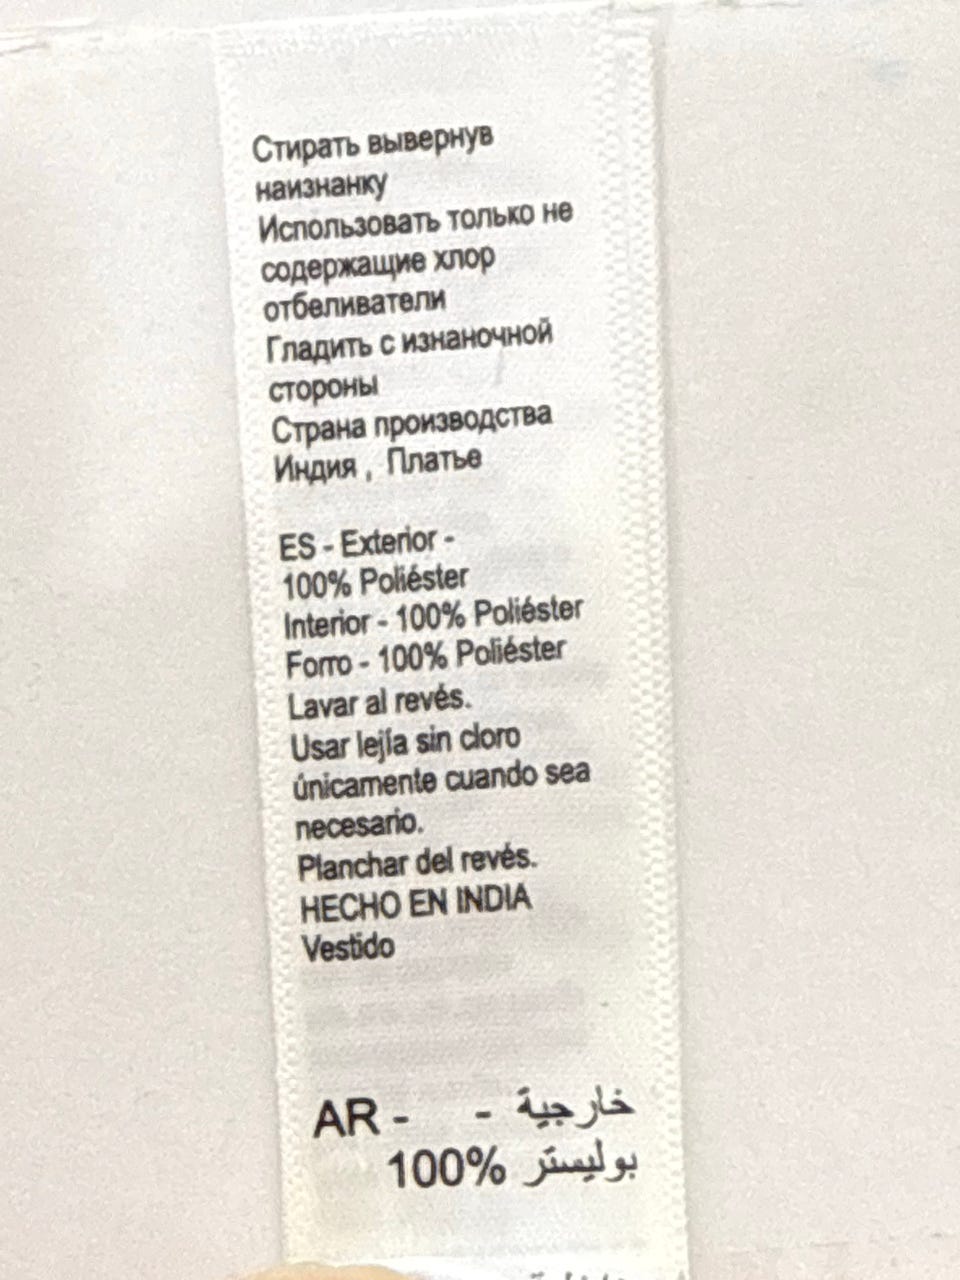 Стирать вывернув
наизнанку
Использовать только не
содержащие хлор
отбеливатели
Гладить с изнаночной
стороны
Страна производства
Индия , Платье
ES - Exterior -
100% Poliéster
Interior - 100% Poliéster
Forro - 100% Poliéster
Lavar al revés.
Usar lejía sin cloro
únicamente cuando sea
necesario.
Planchar del revés.
HECHO EN INDIA
Vestido
AR - - خارجية
100% بوليستر